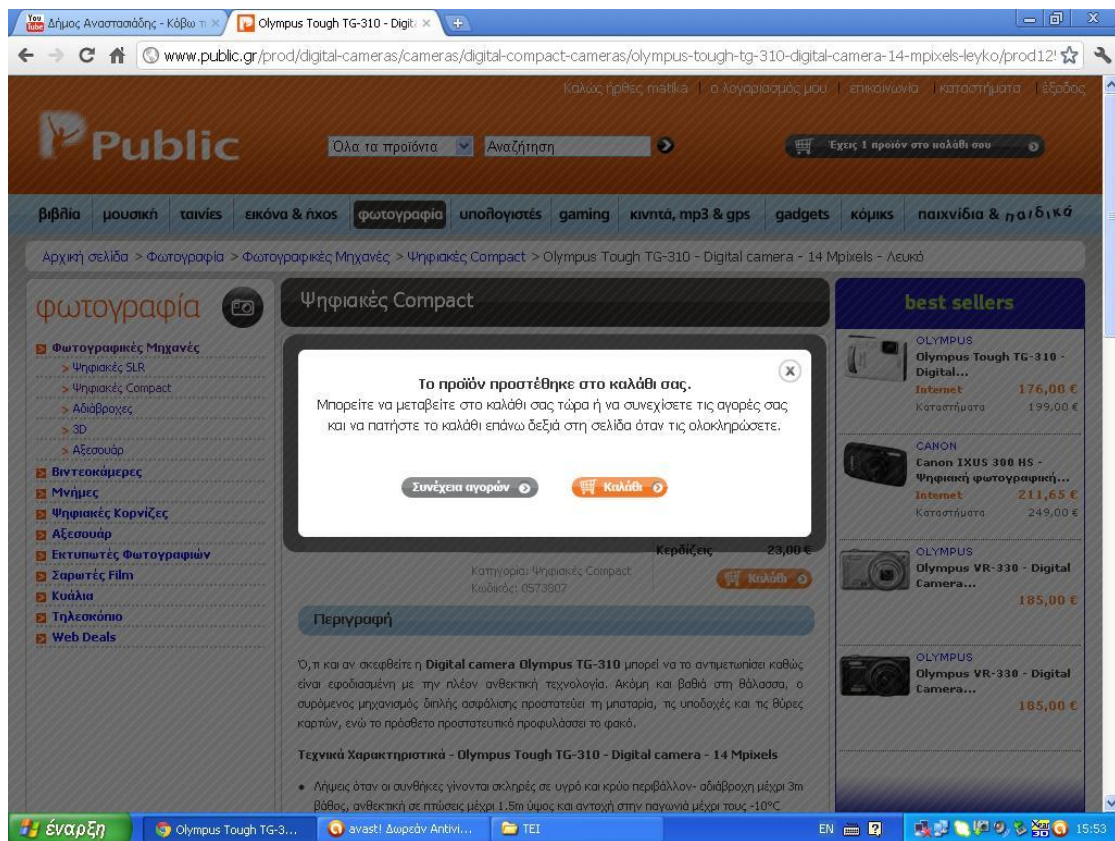 You Tube Δήμος Αναστασιάδης - Κόβω τι
Olympus Tough TG-310 - Digit
www.public.gr/prod/digital-cameras/cameras/digital-compact-cameras/olympus-tough-tg-310-digital-camera-14-mpixels-leyko/prod12
Καλώς ήρθες matika | ο λογαριασμός μου | επικοινωνία | καταστήματα | έξοδος
Public
Όλα τα προϊόντα
Αναζήτηση
Έχεις 1 προϊόν στο καλάθι σου
βιβλία μουσική ταινίες εικόνα & ήχος φωτογραφία υπολογιστές gaming κινητά, mp3 & gps gadgets κόμικς παιχνίδια & παιδικά
Αρχική σελίδα > Φωτογραφία > Φωτογραφικές Μηχανές > Ψηφιακές Compact > Olympus Tough TG-310 - Digital camera - 14 Mpixels - Λευκό
φωτογραφία
Φωτογραφικές Μηχανές
> Ψηφιακές SLR
> Ψηφιακές Compact
> Αδιάβροχες
> 3D
> Αξεσουάρ
Βιντεοκάμερες
Μνήμες
Ψηφιακές Κορνίζες
Αξεσουάρ
Εκτυπωτές Φωτογραφιών
Σαρωτές Film
Κυάλια
Τηλεσκόπιο
Web Deals
Ψηφιακές Compact
Το προϊόν προστέθηκε στο καλάθι σας.
Μπορείτε να μεταβείτε στο καλάθι σας τώρα ή να συνεχίσετε τις αγορές σας
και να πατήστε το καλάθι επάνω δεξιά στη σελίδα όταν τις ολοκληρώσετε.
Συνέχεια αγορών
Καλάθι
Κερδίζεις 23,00 €
Κατηγορία: Ψηφιακές Compact
Κωδικός: 0573807
Καλάθι
Περιγραφή
Ό,τι και αν σκεφθείτε η Digital camera Olympus TG-310 μπορεί να το αντιμετωπίσει καθώς
είναι εφοδιασμένη με την πλέον ανθεκτική τεχνολογία. Ακόμη και βαθιά στη θάλασσα, ο
συρόμενος μηχανισμός διπλής ασφάλισης προστατεύει τη μπαταρία, τις υποδοχές και τις θύρες
καρτών, ενώ το πρόσθετο προστατευτικό προφυλάσσει το φακό.
Τεχνικά Χαρακτηριστικά - Olympus Tough TG-310 - Digital camera - 14 Mpixels
• Λήψεις όταν οι συνθήκες γίνονται σκληρές σε υγρό και κρύο περιβάλλον- αδιάβροχη μέχρι 3m
βάθος, ανθεκτική σε πτώσεις μέχρι 1.5m ύψος και αντοχή στην παγωνιά μέχρι τους -10°C
best sellers
OLYMPUS
Olympus Tough TG-310 -
Digital...
Internet 176,00 €
Καταστήματα 199,00 €
CANON
Canon IXUS 300 HS -
Ψηφιακή φωτογραφική...
Internet 211,65 €
Καταστήματα 249,00 €
OLYMPUS
Olympus VR-330 - Digital
Camera...
185,00 €
OLYMPUS
Olympus VR-330 - Digital
Camera...
185,00 €
έναρξη
Olympus Tough TG-3...
avast! Δωρεάν Antivi...
TEI
EN
15:53